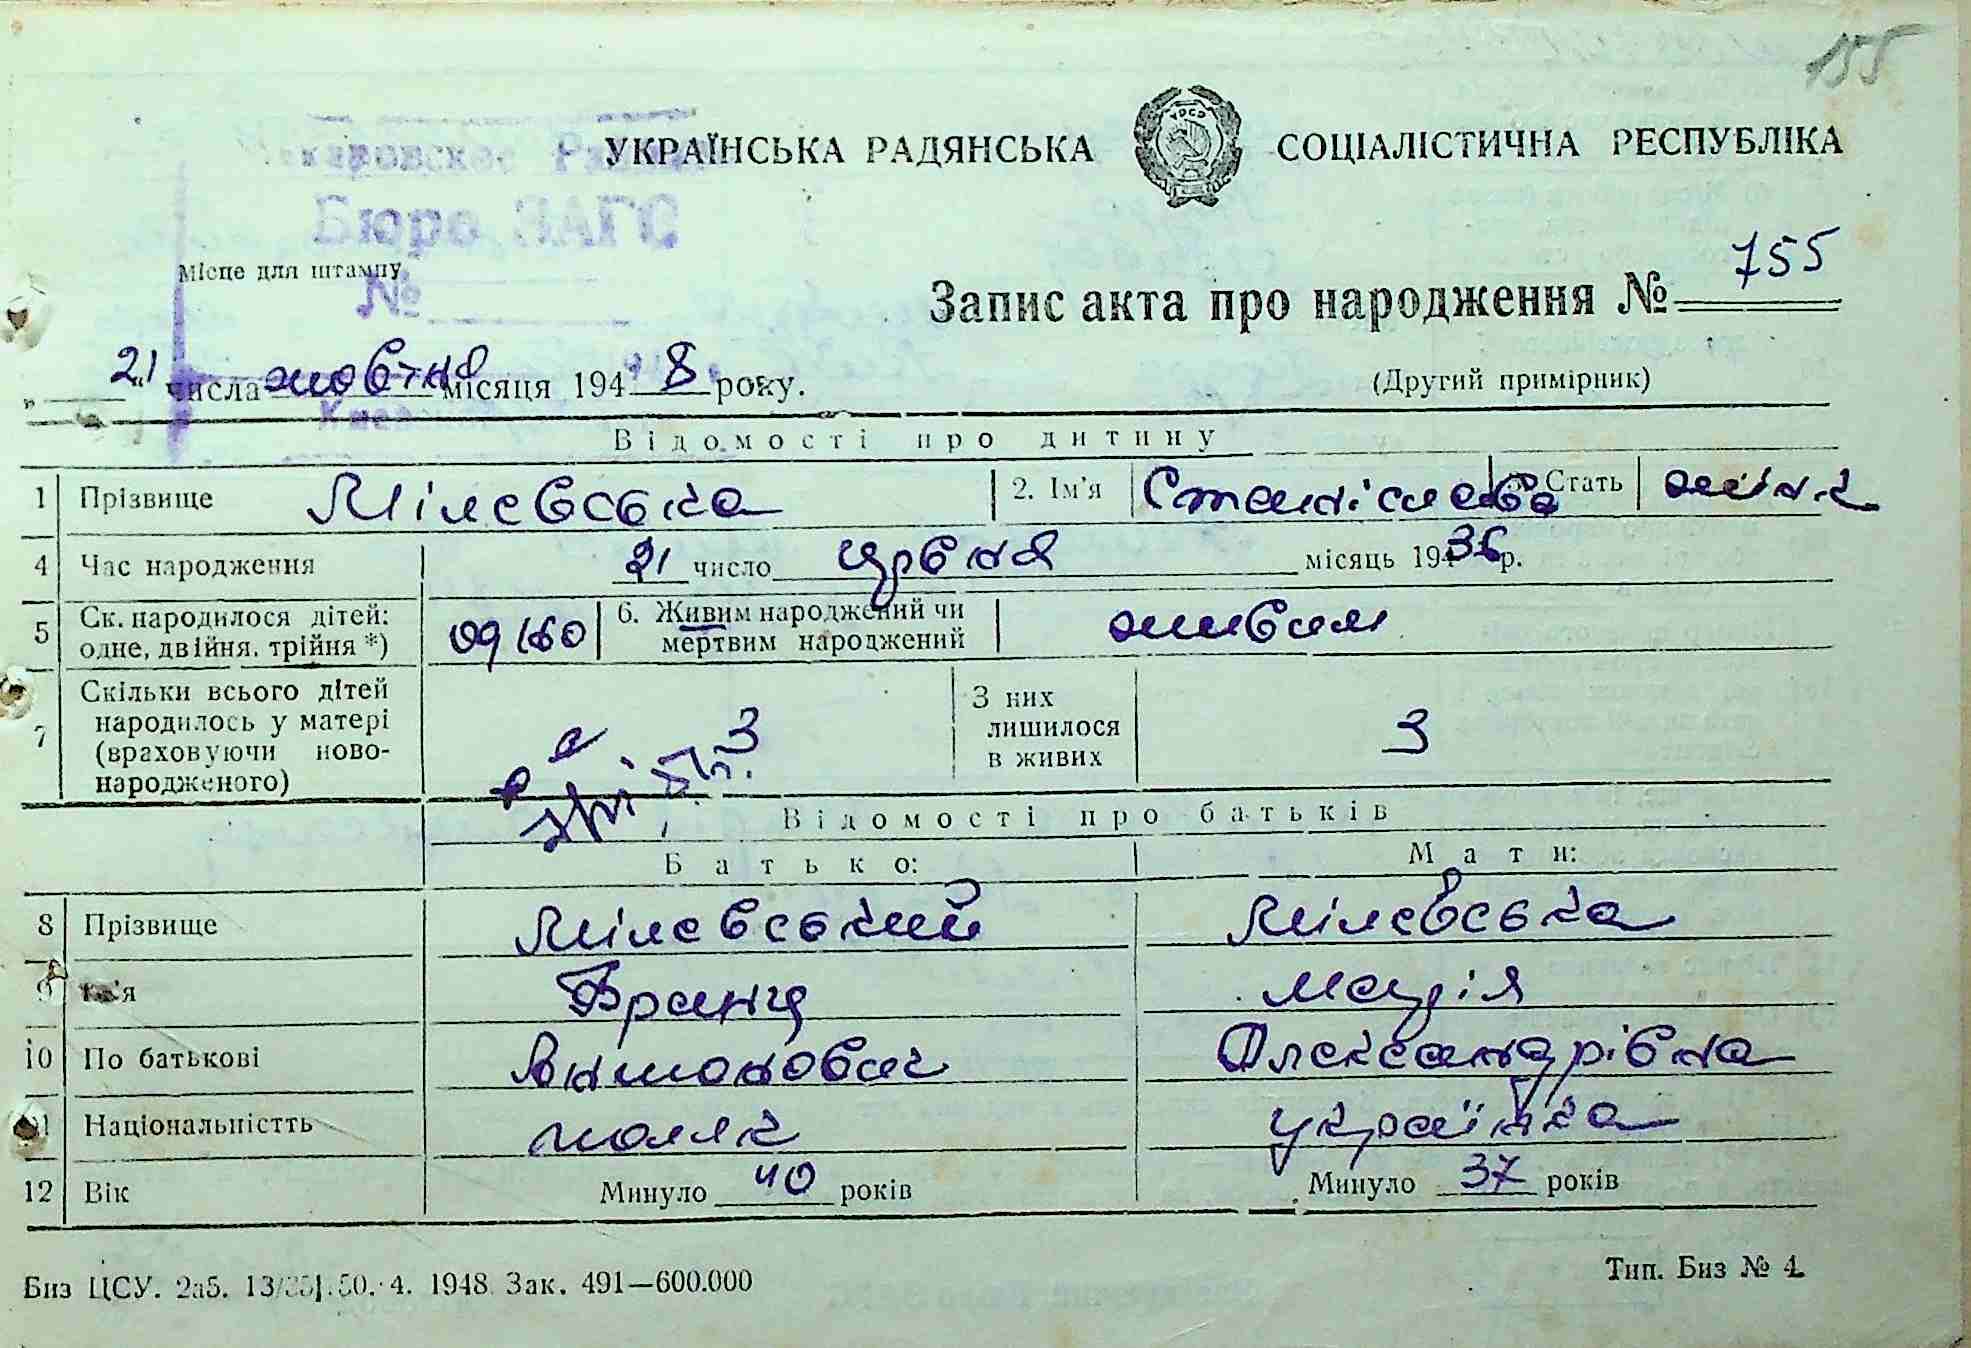 155
УКРАЇНСЬКА РАДЯНСЬКА СОЦІАЛІСТИЧНА РЕСПУБЛІКА
Бюро ЗАГС
Місце для штампу
№
Запис акта про народження № 755
„21“ числа жовтня місяця 1948 року.
(Другий примірник)
Відомості про дитину
1 Прізвище Мілевська 2. Ім'я Станіслава 3. Стать жін.
4 Час народження 21 число червня місяць 1936 р.
5 Ск. народилося дітей: одне, двійня, трійня *) одно 6. Живим народжений чи мертвим народжений живим
7 Скільки всього дітей народилось у матері (враховуючи новонародженого) 3 З них лишилося в живих 3
Відомості про батьків
Батько: Мати:
8 Прізвище Мілевський Мілевська
9 Ім'я Франц Марія
10 По батькові Антонович Олександрівна
11 Національністть поляк українка
12 Вік Минуло 40 років Минуло 37 років
Биз ЦСУ. 2аб. 1948 Зак. 491—600.000
Тип. Биз № 4.